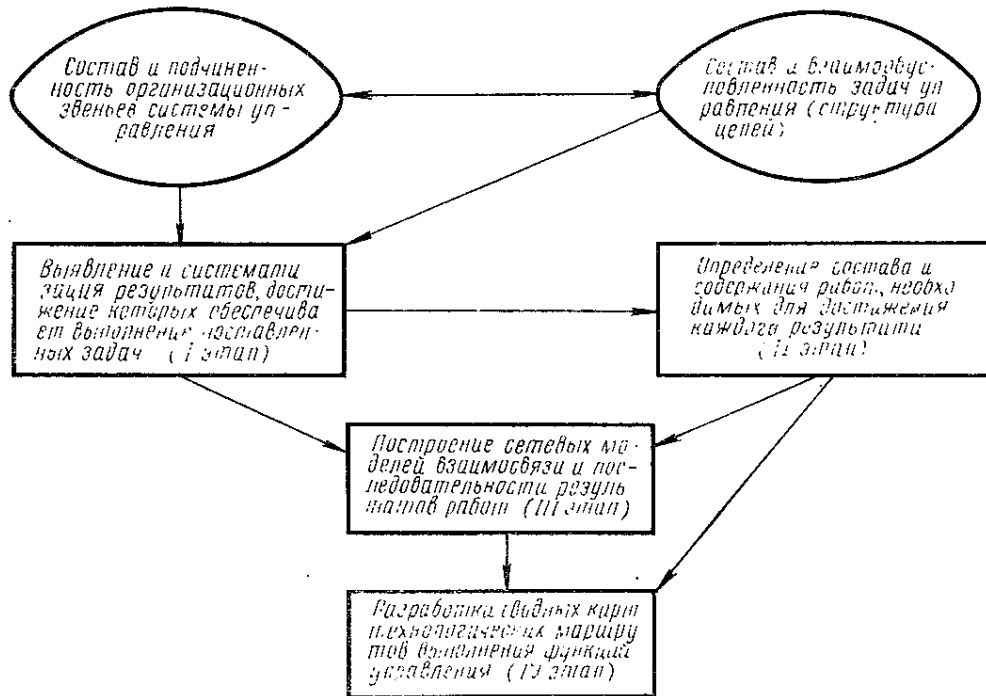 Состав и подчинен-
ность организационных
звеньев системы уп-
равления
Состав и взаимообус-
ловленность задач уп
равления (структура
целей)
Выявление и системати
зация результатов, дости-
жение которых обеспечива
ет выполнение поставлен-
ных задач (I этап)
Определение состава и
содержания работ, необхо
димых для достижения
каждого результата
(II этап)
Построение сетевых мо-
делей взаимосвязи и пос-
ледовательности резуль
татов работ (III этап)
Разработка сводных карт
технологических маршру
тов выполнения функций
управления (IV этап)